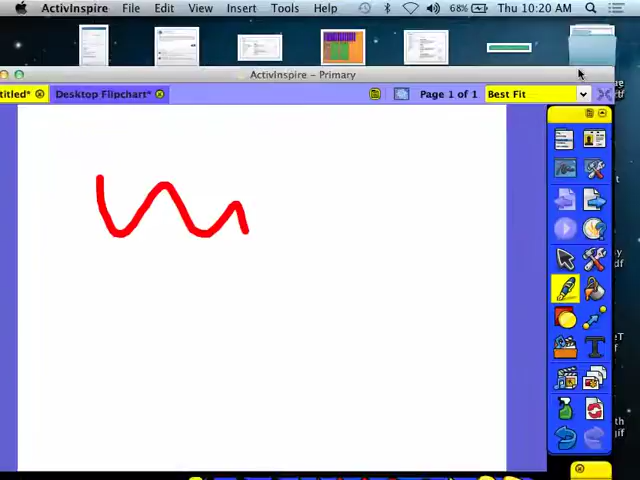 ActivInspire File Edit View Insert Tools Help 68% Thu 10:20 AM
ActivInspire – Primary
titled* Desktop Flipchart* Page 1 of 1 Best Fit
T